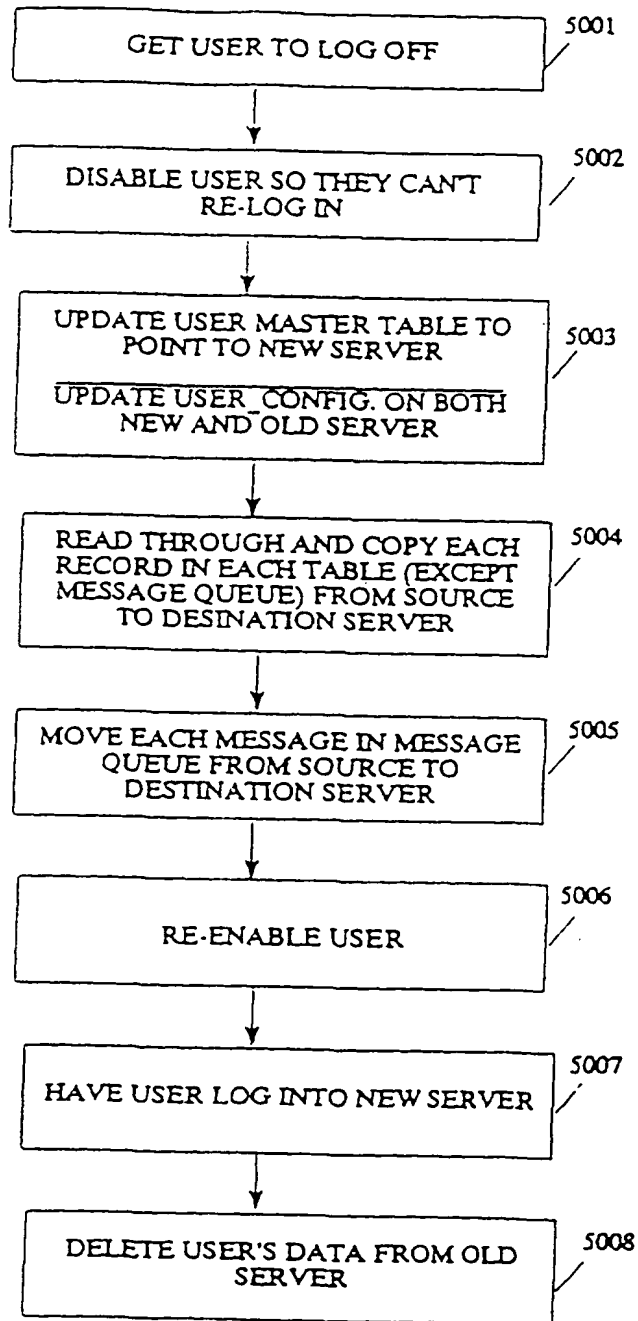 5001
GET USER TO LOG OFF
5002
DISABLE USER SO THEY CAN'T
RE-LOG IN
5003
UPDATE USER MASTER TABLE TO
POINT TO NEW SERVER
UPDATE USER_CONFIG. ON BOTH
NEW AND OLD SERVER
5004
READ THROUGH AND COPY EACH
RECORD IN EACH TABLE (EXCEPT
MESSAGE QUEUE) FROM SOURCE
TO DESINATION SERVER
5005
MOVE EACH MESSAGE IN MESSAGE
QUEUE FROM SOURCE TO
DESTINATION SERVER
5006
RE-ENABLE USER
5007
HAVE USER LOG INTO NEW SERVER
5008
DELETE USER'S DATA FROM OLD
SERVER